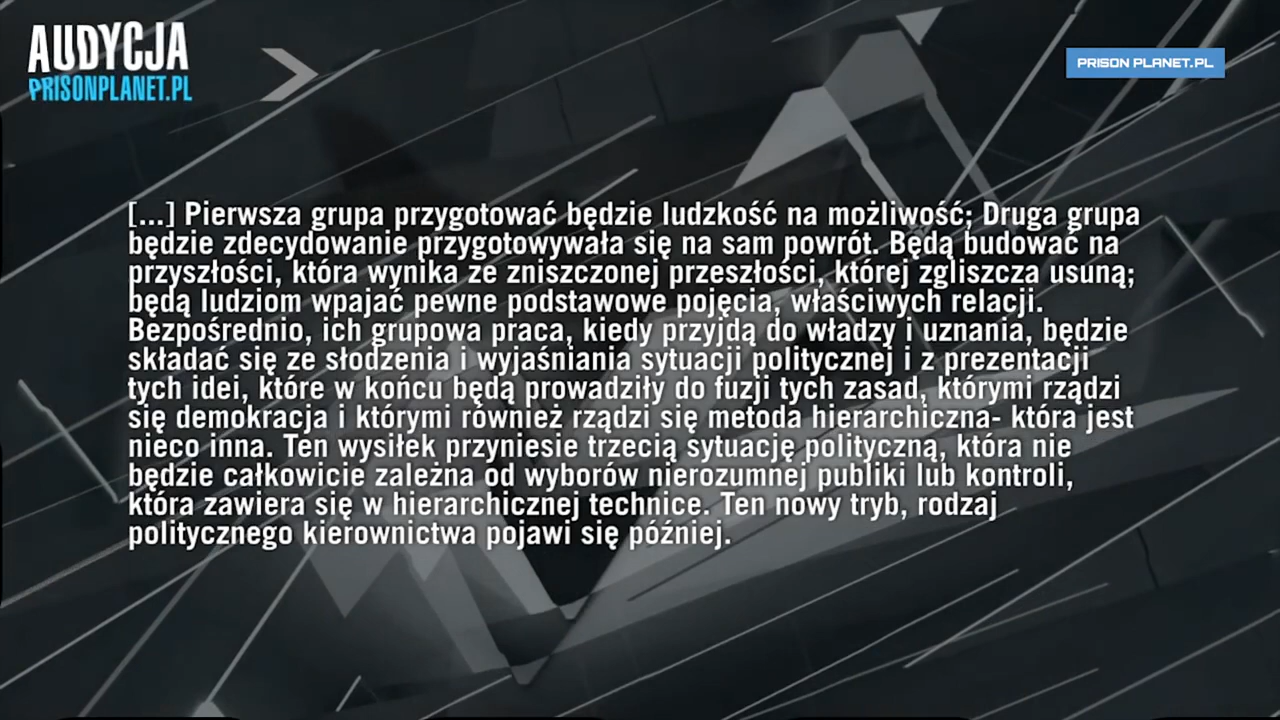 AUDYCJA
PRISONPLANET.PL
PRISON PLANET.PL
[...] Pierwsza grupa przygotować będzie ludzkość na możliwość; Druga grupa
będzie zdecydowanie przygotowywała się na sam powrót. Będą budować na
przyszłości, która wynika ze zniszczonej przeszłości, której zgliszcza usuną;
będą ludziom wpajać pewne podstawowe pojęcia, właściwych relacji.
Bezpośrednio, ich grupowa praca, kiedy przyjdą do władzy i uznania, będzie
składać się ze słodzenia i wyjaśniania sytuacji politycznej i z prezentacji
tych idei, które w końcu będą prowadziły do fuzji tych zasad, którymi rządzi
się demokracja i którymi również rządzi się metoda hierarchiczna- która jest
nieco inna. Ten wysiłek przyniesie trzecią sytuację polityczną, która nie
będzie całkowicie zależna od wyborów nierozumnej publiki lub kontroli,
która zawiera się w hierarchicznej technice. Ten nowy tryb, rodzaj
politycznego kierownictwa pojawi się później.